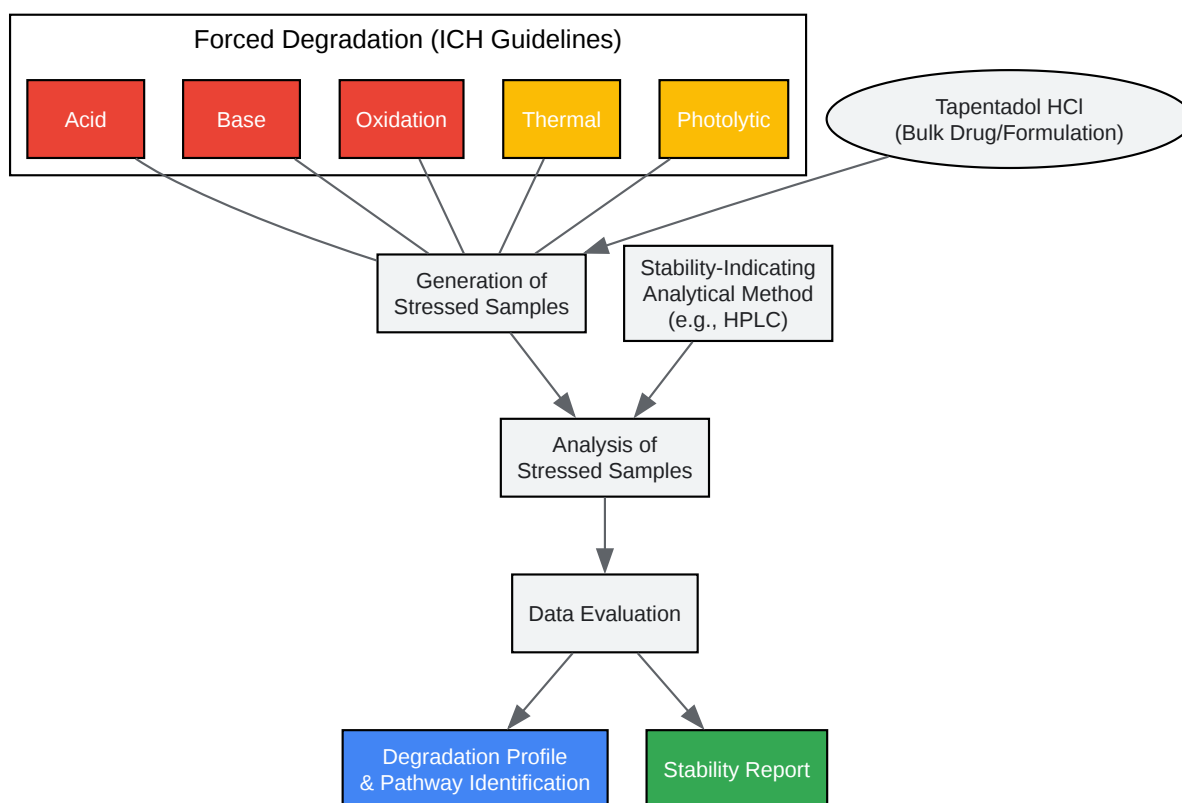 Forced Degradation (ICH Guidelines)
Acid
Base
Oxidation
Thermal
Photolytic
Tapentadol HCl
(Bulk Drug/Formulation)
Generation of
Stressed Samples
Stability-Indicating
Analytical Method
(e.g., HPLC)
Analysis of
Stressed Samples
Data Evaluation
Degradation Profile
& Pathway Identification
Stability Report